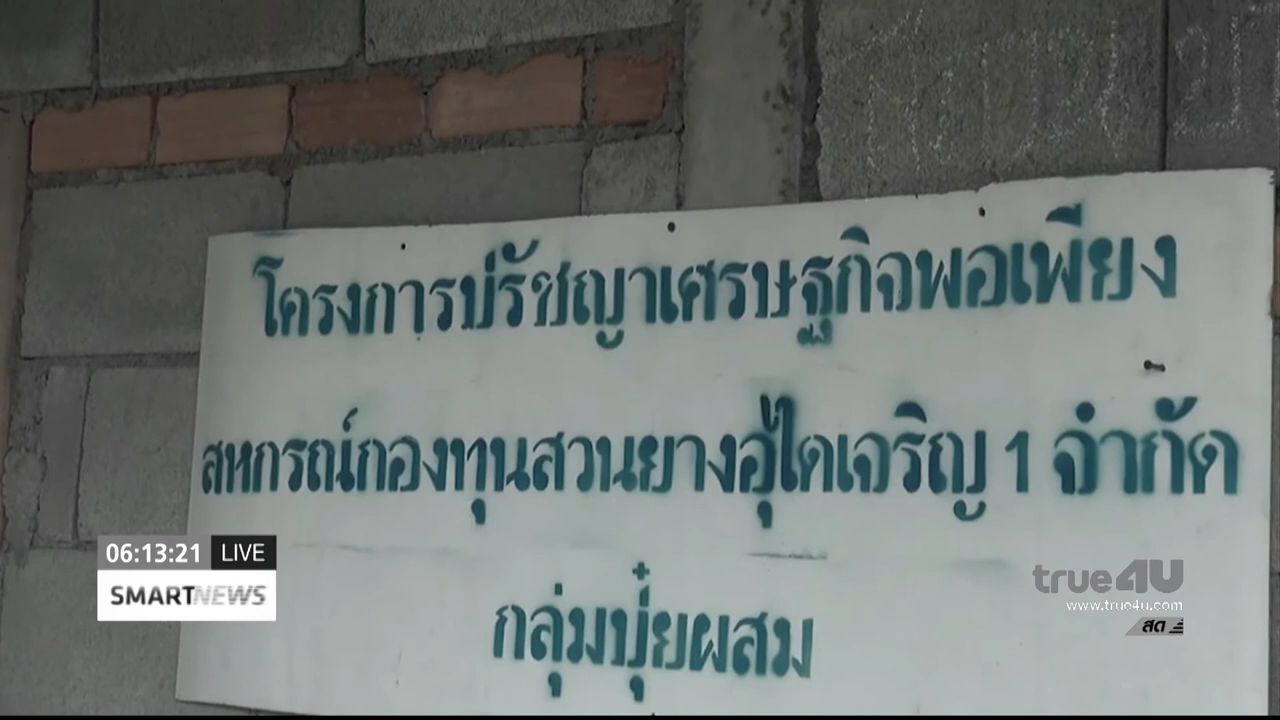 โครงการปรัชญาเศรษฐกิจพอเพียง
สหกรณ์กองทุนสวนยางอุไดเจริญ 1 จำกัด
กลุ่มปุ๋ยผสม
06:13:21 LIVE
SMARTNEWS
true4U
www.true4u.com
สด